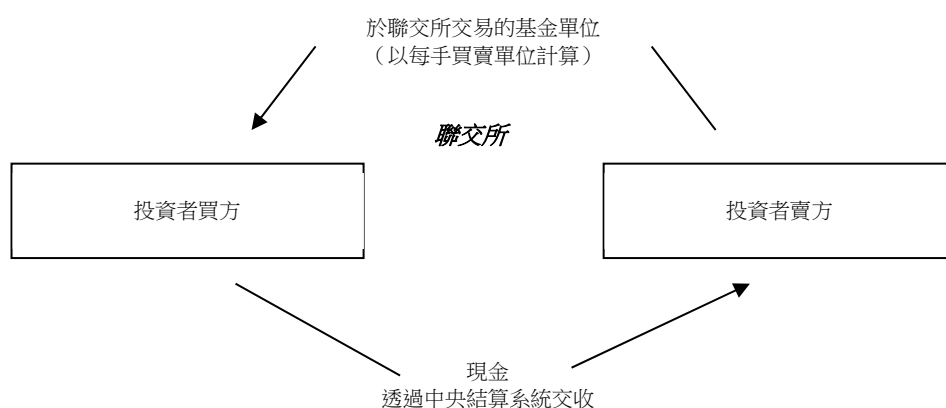 於聯交所交易的基金單位
（以每手買賣單位計算）
聯交所
投資者買方
投資者賣方
現金
透過中央結算系統交收